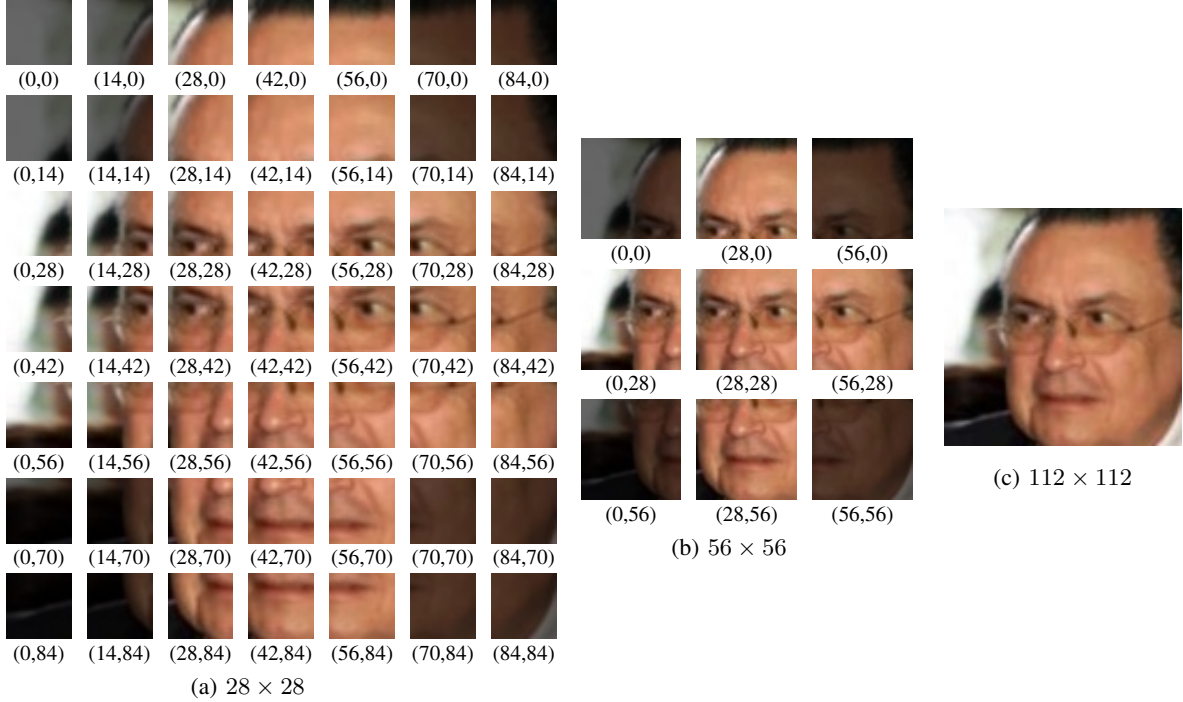 (0,0) (14,0) (28,0) (42,0) (56,0) (70,0) (84,0)
(0,14) (14,14) (28,14) (42,14) (56,14) (70,14) (84,14)
(0,28) (14,28) (28,28) (42,28) (56,28) (70,28) (84,28)
(0,42) (14,42) (28,42) (42,42) (56,42) (70,42) (84,42)
(0,56) (14,56) (28,56) (42,56) (56,56) (70,56) (84,56)
(0,70) (14,70) (28,70) (42,70) (56,70) (70,70) (84,70)
(0,84) (14,84) (28,84) (42,84) (56,84) (70,84) (84,84)
(a) 28 × 28
(0,0) (28,0) (56,0)
(0,28) (28,28) (56,28)
(0,56) (28,56) (56,56)
(b) 56 × 56
(c) 112 × 112